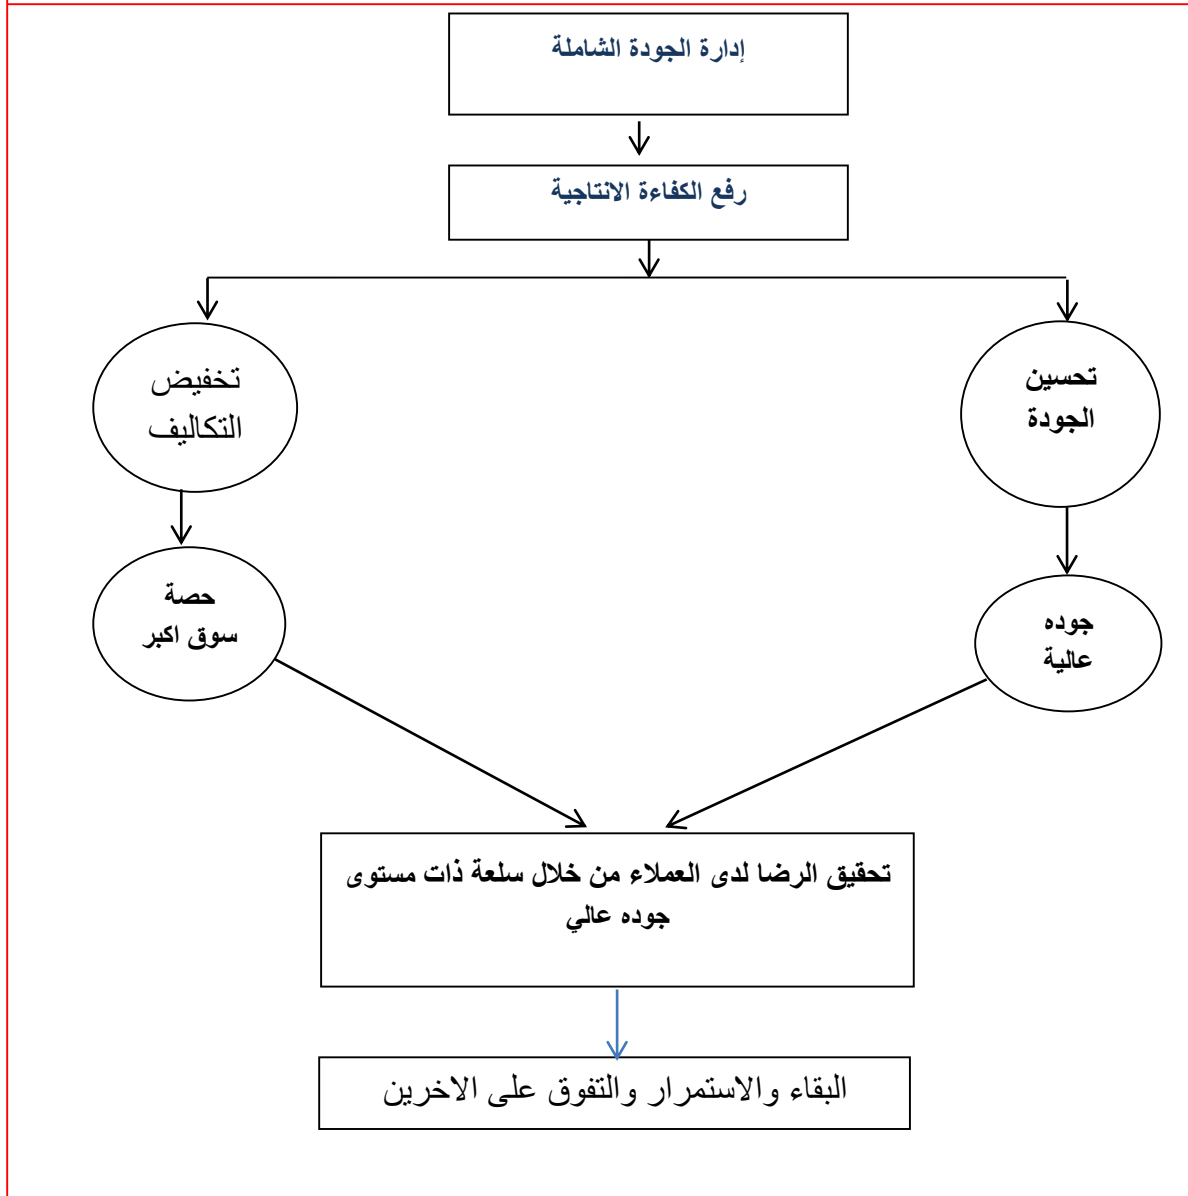 إدارة الجودة الشاملة
رفع الكفاءة الانتاجية
تحسين
الجودة
تخفيض
التكاليف
جوده
عالية
حصة
سوق اكبر
تحقيق الرضا لدى العملاء من خلال سلعة ذات مستوى
جوده عالي
البقاء والاستمرار والتفوق على الاخرين